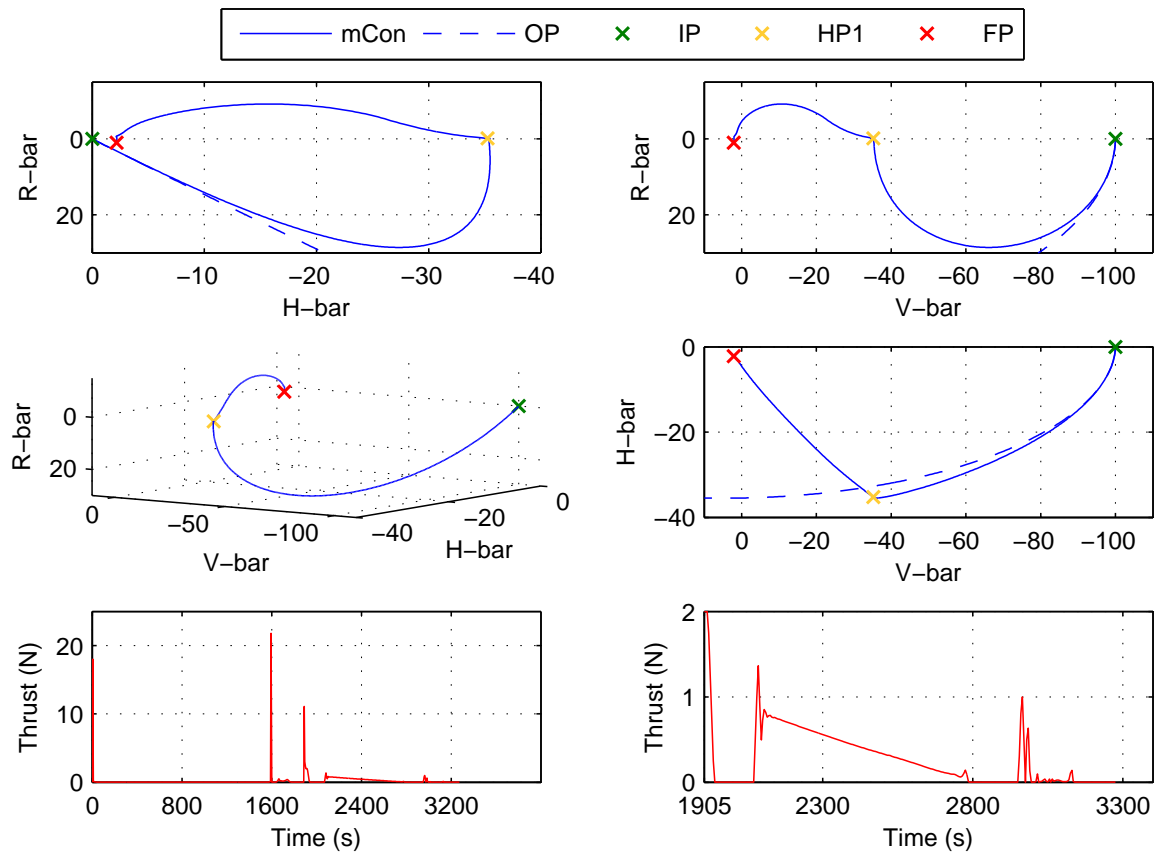 mCon OP IP HP1 FP
R−bar
0
20
0 −10 −20 −30 −40
H−bar
R−bar
0
20
0 −20 −40 −60 −80 −100
V−bar
R−bar
0
20
0 −50 −100 −40 −20 0
V−bar H−bar
H−bar
0
−20
−40
0 −20 −40 −60 −80 −100
V−bar
Thrust (N)
20
10
0
0 800 1600 2400 3200
Time (s)
Thrust (N)
2
1
0
1905 2300 2800 3300
Time (s)